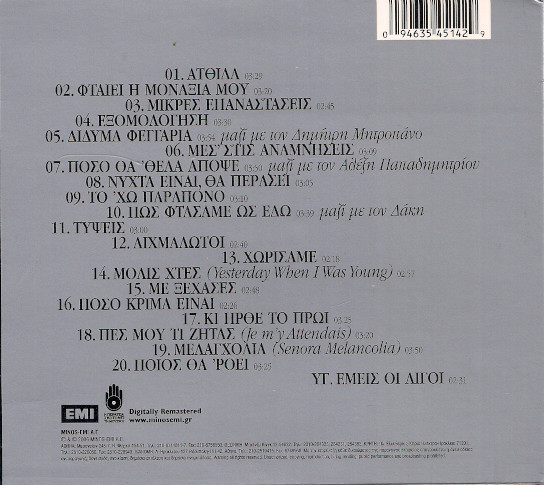 0 94635 45142 9
01. ΑΤΘΙΔΑ 03:29
02. ΦΤΑΙΕΙ Η ΜΟΝΑΞΙΑ ΜΟΥ 03:20
03. ΜΙΚΡΕΣ ΕΠΑΝΑΣΤΑΣΕΙΣ 02:45
04. ΕΞΟΜΟΛΟΓΗΣΗ 03:30
05. ΔΙΔΥΜΑ ΦΕΓΓΑΡΙΑ 03:54 μαζί με τον Δημήτρη Μητροπάνο
06. ΜΕΣ' ΣΤΙΣ ΑΝΑΜΝΗΣΕΙΣ 03:09
07. ΠΟΣΟ ΘΑ 'ΘΕΛΑ ΑΠΟΨΕ 03:50 μαζί με τον Αλέξη Παπαδημητρίου
08. ΝΥΧΤΑ ΕΙΝΑΙ, ΘΑ ΠΕΡΑΣΕΙ 03:05
09. ΤΟ 'ΧΩ ΠΑΡΑΠΟΝΟ 03:10
10. ΠΩΣ ΦΤΑΣΑΜΕ ΩΣ ΕΔΩ 03:39 μαζί με τον Δάκη
11. ΤΥΨΕΙΣ 03:00
12. ΑΙΧΜΑΛΩΤΟΙ 02:46
13. ΧΩΡΙΣΑΜΕ 02:18
14. ΜΟΛΙΣ ΧΤΕΣ (Yesterday When I Was Young) 02:57
15. ΜΕ ΞΕΧΑΣΕΣ 02:48
16. ΠΟΣΟ ΚΡΙΜΑ ΕΙΝΑΙ 02:26
17. ΚΙ ΗΡΘΕ ΤΟ ΠΡΩΙ 03:25
18. ΠΕΣ ΜΟΥ ΤΙ ΖΗΤΑΣ (Je m'y Attendais) 03:20
19. ΜΕΛΑΓΧΟΛΙΑ (Senora Melancolia) 03:56
20. ΠΟΙΟΣ ΘΑ 'ΡΘΕΙ 03:25
ΥΓ. ΕΜΕΙΣ ΟΙ ΛΙΓΟΙ 02:31
EMI
Digitally Remastered
www.minosemi.gr
MINOS-EMI A.E.